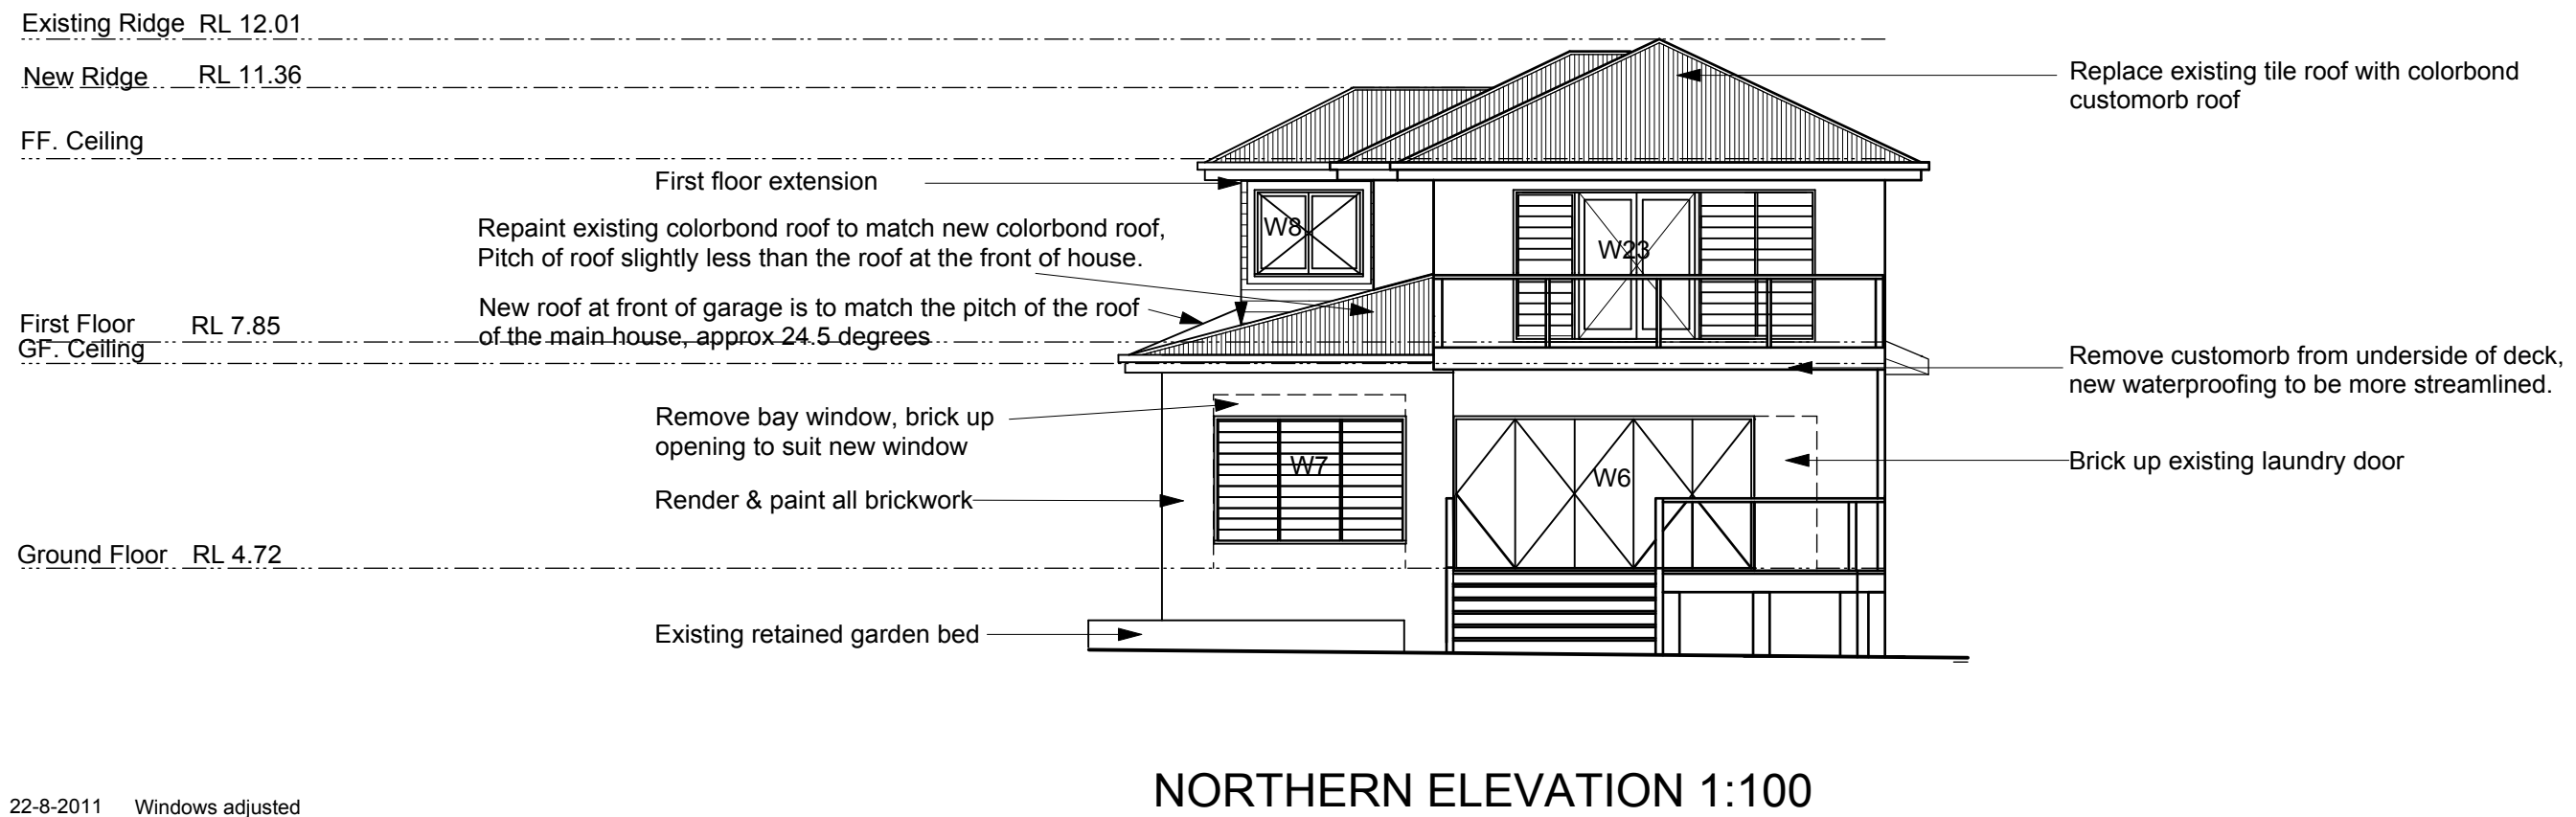 Existing Ridge RL 12.01
New Ridge RL 11.36
FF. Ceiling
First Floor RL 7.85
GF. Ceiling
Ground Floor RL 4.72
First floor extension
Repaint existing colorbond roof to match new colorbond roof,
Pitch of roof slightly less than the roof at the front of house.
New roof at front of garage is to match the pitch of the roof
of the main house, approx 24.5 degrees
Remove bay window, brick up
opening to suit new window
Render & paint all brickwork
Existing retained garden bed
W8
W23
W7
W6
Replace existing tile roof with colorbond
customorb roof
Remove customorb from underside of deck,
new waterproofing to be more streamlined.
Brick up existing laundry door
NORTHERN ELEVATION 1:100
22-8-2011 Windows adjusted